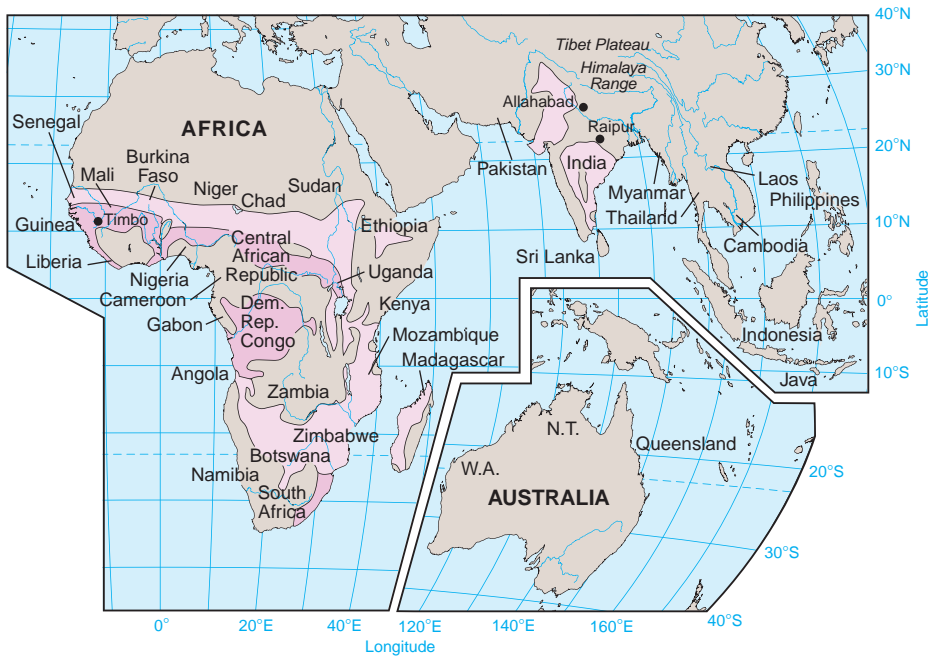 40°N
Tibet Plateau
30°N
Himalaya
Range
Allahabad
Senegal
AFRICA
Raipur
20°N
Burkina
Faso
Mali
Niger
Chad
Sudan
Pakistan
India
Myanmar
Laos
Philippines
Thailand
Guinea
Timbo
Ethiopia
10°N
Central
African
Republic
Cambodia
Liberia
Nigeria
Cameroon
Uganda
Sri Lanka
Kenya
0°
Latitude
Gabon
Dem.
Rep.
Congo
Mozambique
Madagascar
Indonesia
Java
10°S
Angola
Zambia
N.T.
Zimbabwe
Botswana
Queensland
Namibia
W.A.
20°S
South
Africa
AUSTRALIA
30°S
40°S
0°
20°E
40°E
120°E
140°E
160°E
Longitude